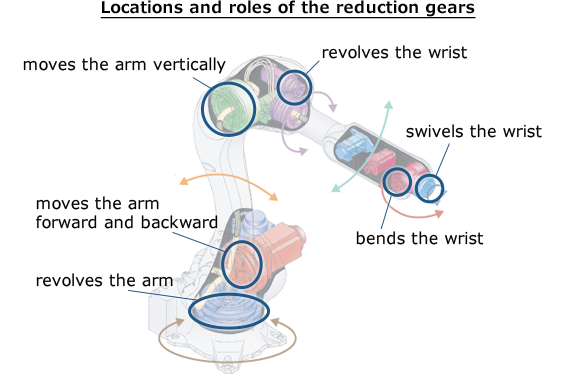 Locations and roles of the reduction gears
revolves the wrist
moves the arm vertically
swivels the wrist
moves the arm
forward and backward
bends the wrist
revolves the arm